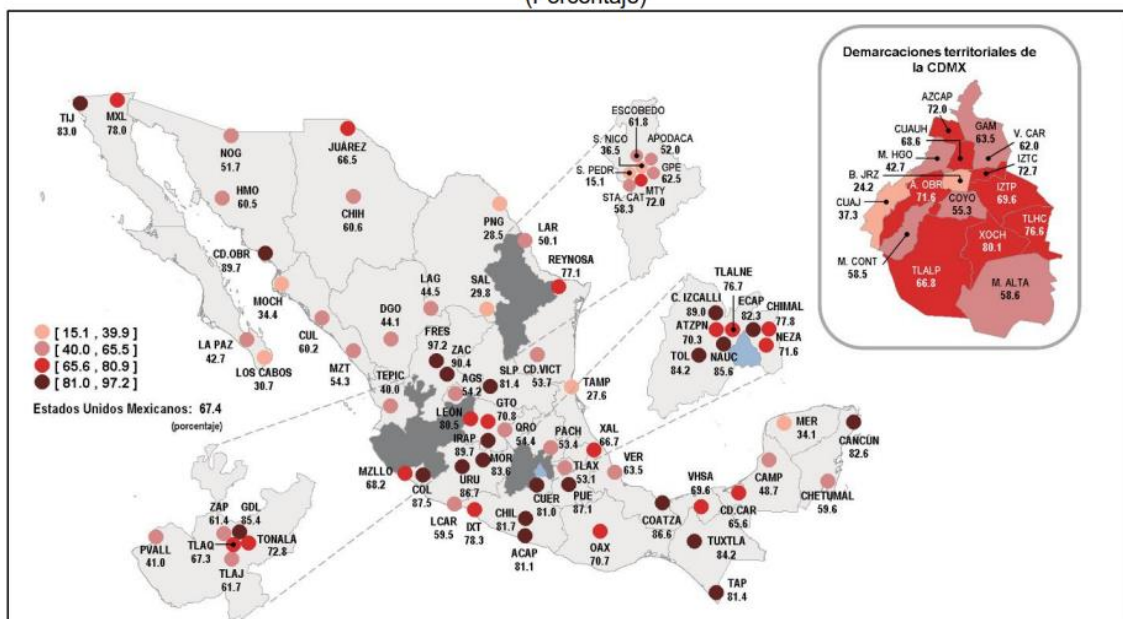 (Porcentaje)
Demarcaciones territoriales de
la CDMX
AZCAP
72.0
CUAUH
68.6
GAM
63.5
V. CAR
62.0
M. HGO
42.7
IZTC
72.7
B. JRZ
24.2
A. OBR
71.6
COYO
55.3
IZTP
69.6
CUAJ
37.3
TLHC
76.6
XOCH
80.1
M. CONT
58.5
TLALP
66.8
M. ALTA
58.6
TIJ
83.0
MXL
78.0
NOG
51.7
JUÁREZ
66.5
HMO
60.5
CHIH
60.6
CD.OBR
89.7
MOCH
34.4
PNG
28.5
LAR
50.1
REYNOSA
77.1
ESCOBEDO
61.8
S. NICO
36.5
APODACA
52.0
S. PEDR
15.1
GPE
62.5
MTY
72.0
STA. CAT
58.3
LAG
44.5
SAL
29.8
DGO
44.1
LA PAZ
42.7
LOS CABOS
30.7
CUL
60.2
MZT
54.3
FRES
97.2
ZAC
90.4
AGS
54.2
SLP
81.4
CD.VICT
53.7
TAMP
27.6
TEPIC
40.0
LEÓN
80.5
GTO
70.8
QRO
54.4
PACH
53.4
XAL
66.7
IRAP
89.7
MOR
83.6
TLAX
53.1
VER
63.5
MZLLO
68.2
COL
87.5
URU
86.7
CUER
81.0
PUE
87.1
LCAR
59.5
IXT
78.3
CHIL
81.7
ACAP
81.1
OAX
70.7
COATZA
86.6
VHSA
69.6
CD.CAR
65.6
TUXTLA
84.2
TAP
81.4
MER
34.1
CANCÚN
82.6
CAMP
48.7
CHETUMAL
59.6
TLALNE
76.7
C. IZCALLI
89.0
ECAP
82.3
CHIMAL
77.8
ATZPN
70.3
NEZA
71.6
TOL
84.2
NAUC
85.6
[ 15.1 , 39.9 ]
[ 40.0 , 65.5 ]
[ 65.6 , 80.9 ]
[ 81.0 , 97.2 ]
Estados Unidos Mexicanos: 67.4
(porcentaje)
ZAP
61.4
GDL
85.4
PVALL
41.0
TLAQ
67.3
TONALA
72.8
TLAJ
61.7